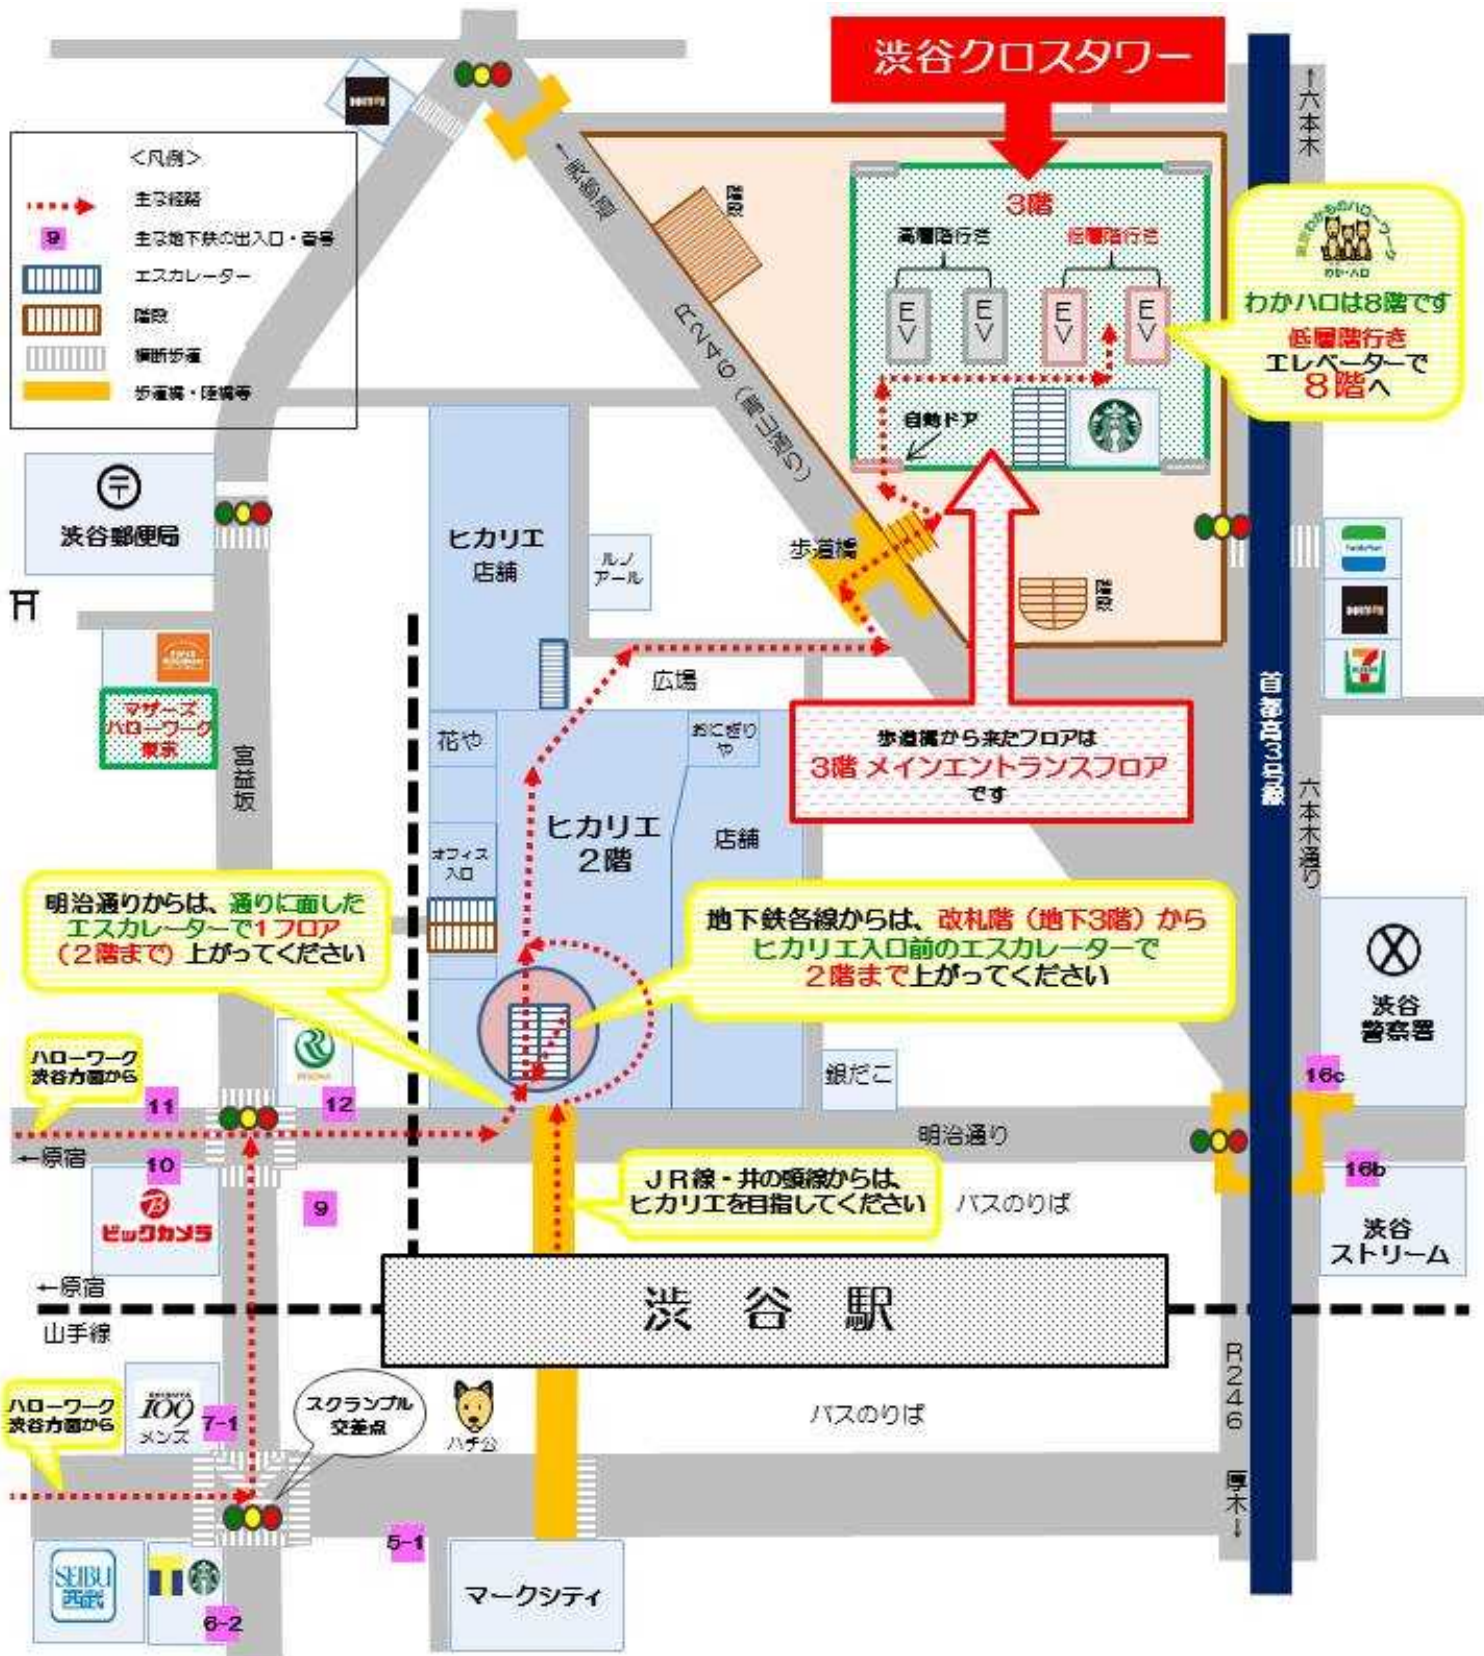 渋谷クロスタワー
<凡例>
主な経路
9
主な地下鉄の出入口・番号
エスカレーター
階段
横断歩道
歩道橋・陸橋等
←表参道
R246(青山通り)
階段
3階
高層階行き
低層階行き
EV
EV
EV
EV
自動ドア
わか・ハロ
わかハロは8階です
低層階行き
エレベーターで
8階へ
←六本木
渋谷郵便局
ヒカリエ
店舗
ルノ
アール
歩道橋
階段
FamilyMart
首都高3号線
六本木通り
マザーズ
ハローワーク
東京
宮益坂
広場
花や
おにぎり
や
歩道橋から来たフロアは
3階 メインエントランスフロア
です
ヒカリエ
2階
店舗
オフィス
入口
明治通りからは、通りに面した
エスカレーターで1フロア
(2階まで)上がってください
地下鉄各線からは、改札階(地下3階)から
ヒカリエ入口前のエスカレーターで
2階まで上がってください
渋谷
警察署
ハローワーク
渋谷方面から
11
12
銀だこ
16c
明治通り
←原宿
10
9
ビックカメラ
JR線・井の頭線からは、
ヒカリエを目指してください
バスのりば
16b
渋谷
ストリーム
←原宿
山手線
渋谷駅
ハローワーク
渋谷方面から
SHIBUYA
109
メンズ
7-1
スクランブル
交差点
ハチ公
バスのりば
R246
厚木→
5-1
SEIBU
西武
T
6-2
マークシティ